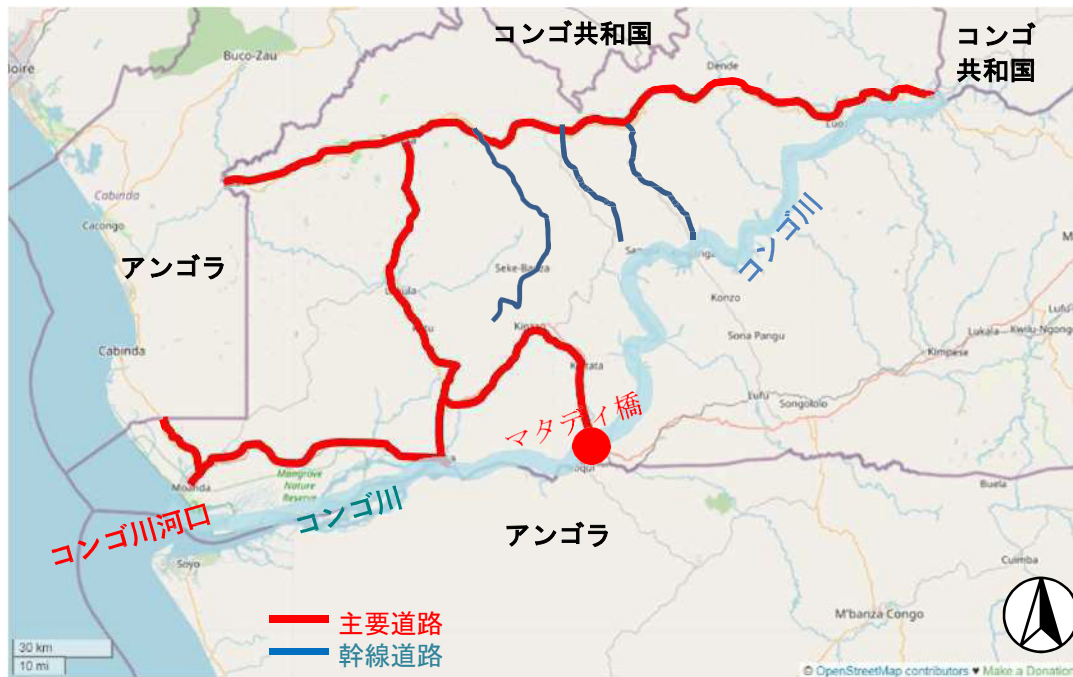 コンゴ共和国
コンゴ
共和国
Buco-Zau
Dende
Cabinda
Cacongo
アンゴラ
コンゴ川
Seke-Banza
Konzo
Lukala
Kwilu-Ngong
Sona Pangu
Cabinda
Kimpese
Lufu
Songololo
マタディ橋
Moanda
Mangrove
Nature
Reserve
Buela
コンゴ川河口
コンゴ川
アンゴラ
Soyo
Cuimba
M'banza Congo
主要道路
幹線道路
30 km
10 mi
© OpenStreetMap contributors ♥ Make a Donation